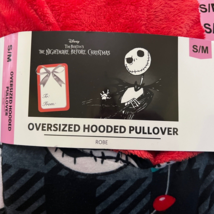 S/M
S/
S/M
Disney
Tim Burton's
THE NIGHTMARE BEFORE CHRISTMAS
To:
From:
OVERSIZED HOODED PULLOVER
ROBE
S/M
OVERSIZED HOODED
PULLOVER